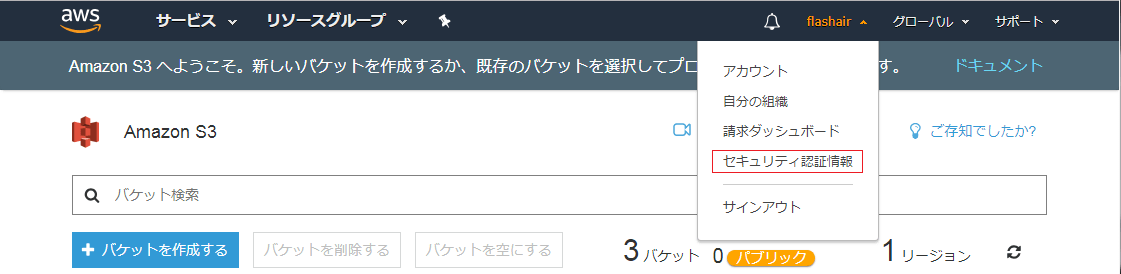 aws サービス リソースグループ flashair グローバル サポート
Amazon S3 へようこそ。新しいバケットを作成するか、既存のバケットを選択してプロ す。 ドキュメント
アカウント
自分の組織
請求ダッシュボード
セキュリティ認証情報
サインアウト
Amazon S3 ご存知でしたか?
バケット検索
+ バケットを作成する バケットを削除する バケットを空にする 3 バケット 0 パブリック 1 リージョン